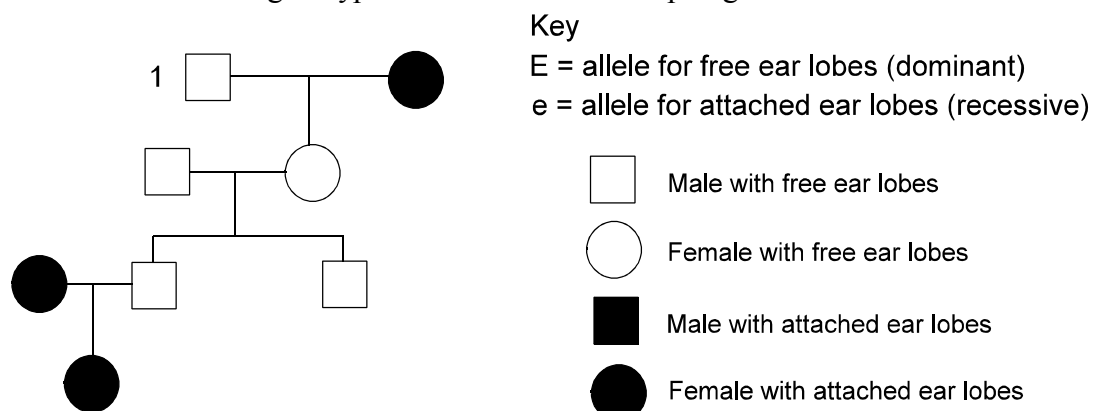 Key
E = allele for free ear lobes (dominant)
e = allele for attached ear lobes (recessive)
1
Male with free ear lobes
Female with free ear lobes
Male with attached ear lobes
Female with attached ear lobes